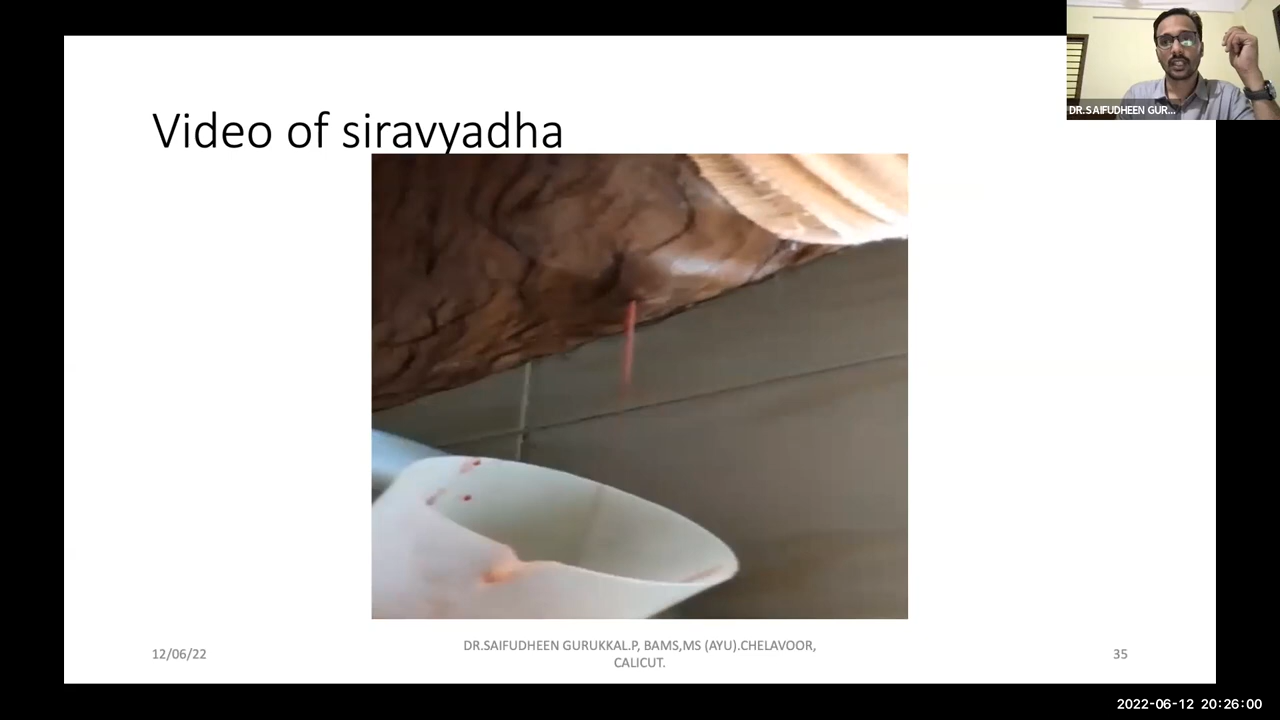 DR.SAIFUDHEEN GUR...
Video of siravyadha
12/06/22
DR.SAIFUDHEEN GURUKKAL.P, BAMS,MS (AYU).CHELAVOOR,
CALICUT.
35
2022-06-12 20:26:00